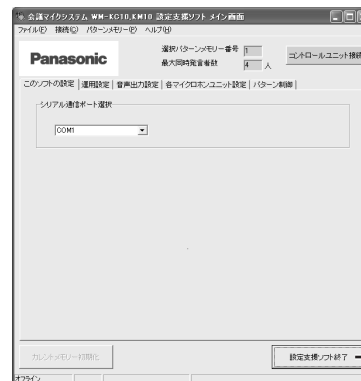 会議マイクシステム WM-KC10,KM10 設定支援ソフト メイン画面
ファイル(F) 接続(C) パターンメモリー(P) ヘルプ(H)
Panasonic
選択パターンメモリー番号 1
最大同時発言者数 4 人
コントロールユニット接続
このソフトの設定 運用設定 音声出力設定 各マイクロホンユニット設定 パターン制御
シリアル通信ポート選択
COM1
カレントメモリー初期化
設定支援ソフト終了
オフライン